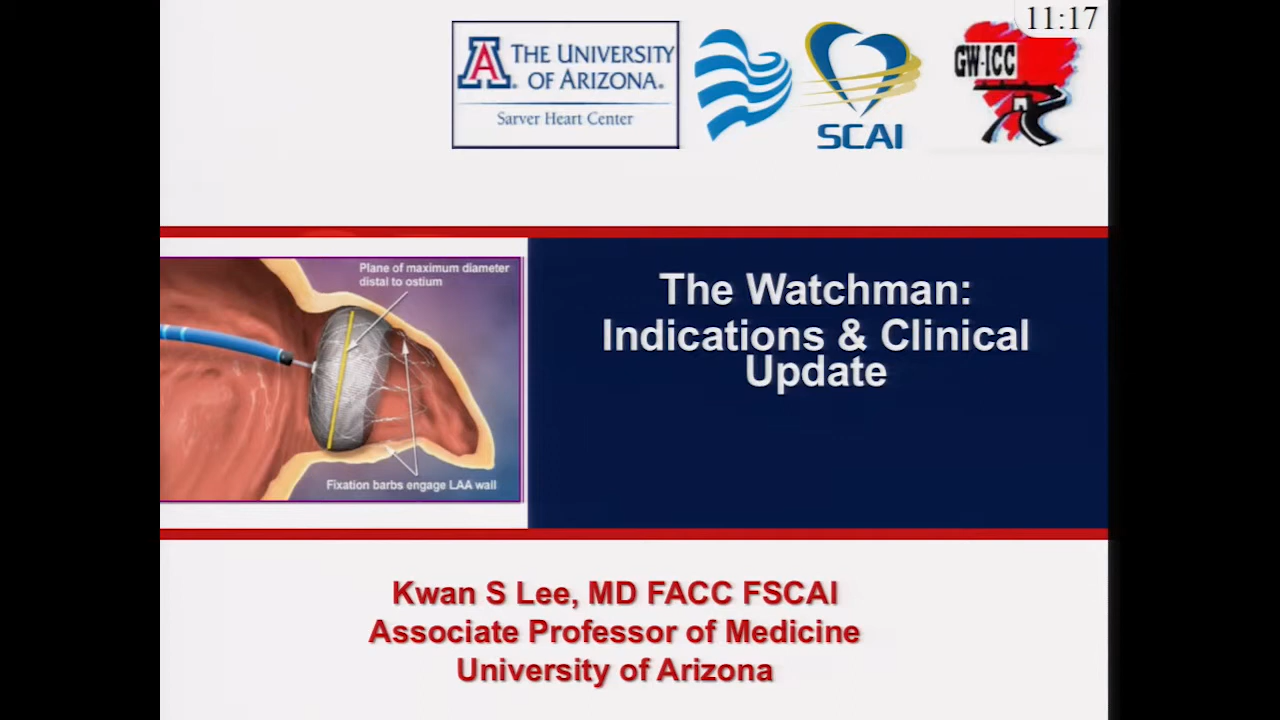 11:17
THE UNIVERSITY
OF ARIZONA.
Sarver Heart Center
A
SCAI
GW-ICC
Plane of maximum diameter
distal to ostium
Fixation barbs engage LAA wall
The Watchman:
Indications & Clinical
Update
Kwan S Lee, MD FACC FSCAI
Associate Professor of Medicine
University of Arizona